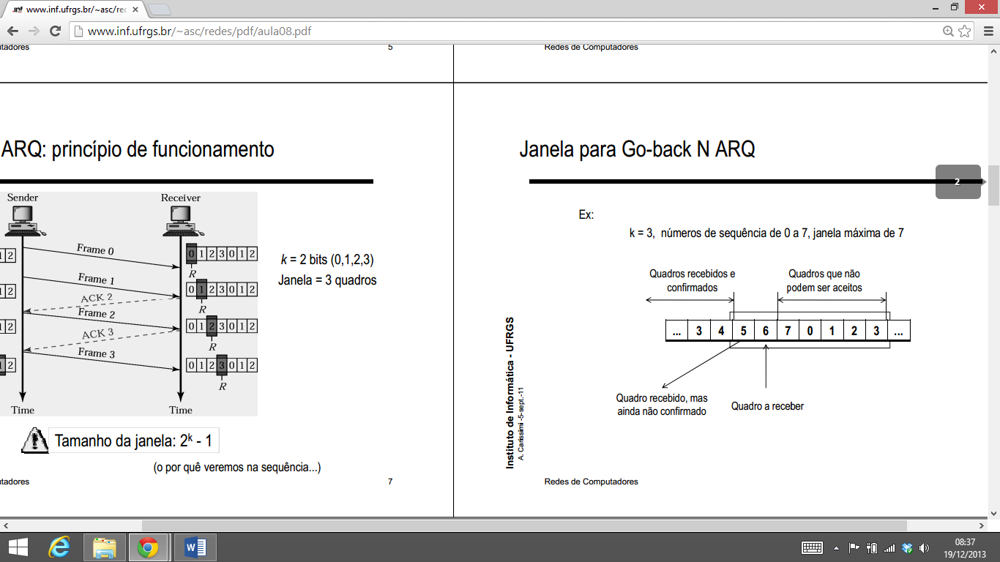 www.inf.ufrgs.br/~asc/rec
www.inf.ufrgs.br/~asc/redes/pdf/aula08.pdf
utadores
5
Redes de Computadores
ARQ: princípio de funcionamento
Sender
Receiver
1 2
Frame 0
0 1 2 3 0 1 2
R
1 2
Frame 1
0 1 2 3 0 1 2
R
ACK 2
1 2
Frame 2
0 1 2 3 0 1 2
R
ACK 3
1 2
Frame 3
0 1 2 3 0 1 2
R
Time
Time
k = 2 bits (0,1,2,3)
Janela = 3 quadros
! Tamanho da janela: 2ᵏ - 1
(o por quê veremos na sequência...)
utadores
7
Janela para Go-back N ARQ
2
Ex:
k = 3, números de sequência de 0 a 7, janela máxima de 7
Quadros recebidos e
confirmados
Quadros que não
podem ser aceitos
... 3 4 5 6 7 0 1 2 3 ...
Quadro recebido, mas
ainda não confirmado
Quadro a receber
Instituto de Informática - UFRGS
A. Carissimi -5-sept.-11
Redes de Computadores
08:37
19/12/2013